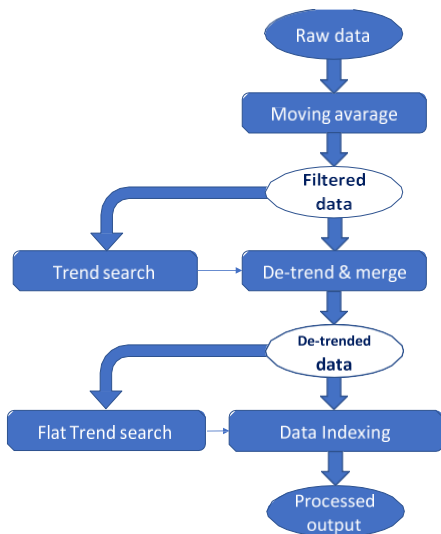 Raw data
Moving avarage
Filtered
data
Trend search
De-trend & merge
De-trended
data
Flat Trend search
Data Indexing
Processed
output